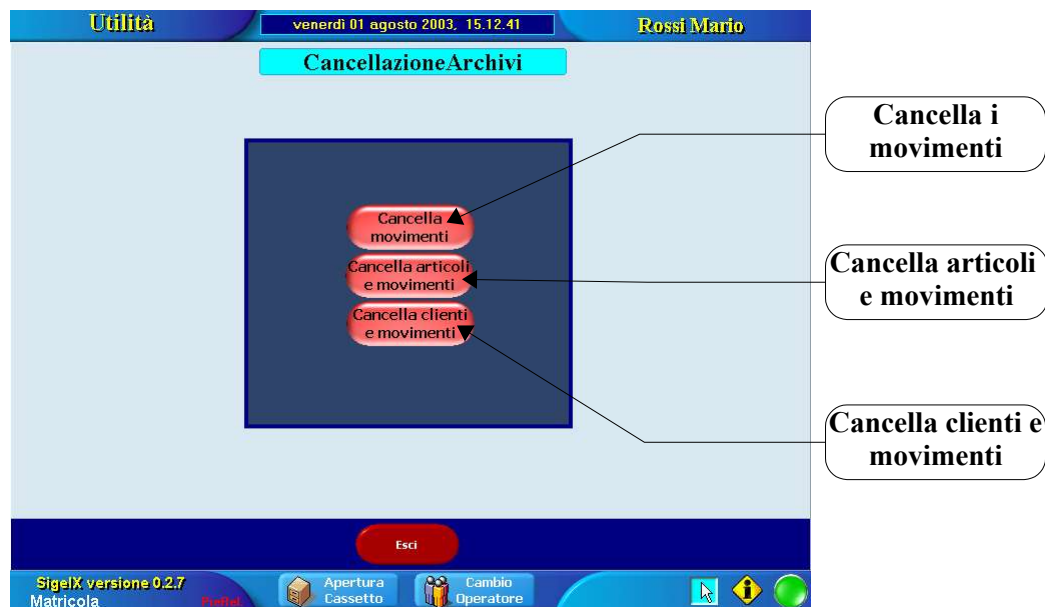 Utilità
venerdì 01 agosto 2003, 15.12.41
Rossi Mario
CancellazioneArchivi
Cancella i
movimenti
Cancella
movimenti
Cancella articoli
e movimenti
Cancella articoli
e movimenti
Cancella clienti
e movimenti
Cancella clienti e
movimenti
Esci
SigelX versione 0.2.7
Matricola
Apertura
Cassetto
Cambio
Operatore